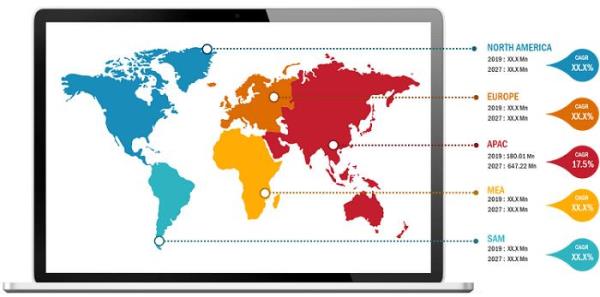 NORTH AMERICA
2019 : XX.X Mn
2027 : XX.X Mn
CAGR
XX.X%
EUROPE
2019 : XX.X Mn
2027 : XX.X Mn
CAGR
XX.X%
APAC
2019 : 180.01 Mn
2027 : 647.22 Mn
CAGR
17.5%
MEA
2019 : XX.X Mn
2027 : XX.X Mn
CAGR
XX.X%
SAM
2019 : XX.X Mn
2027 : XX.X Mn
CAGR
XX.X%